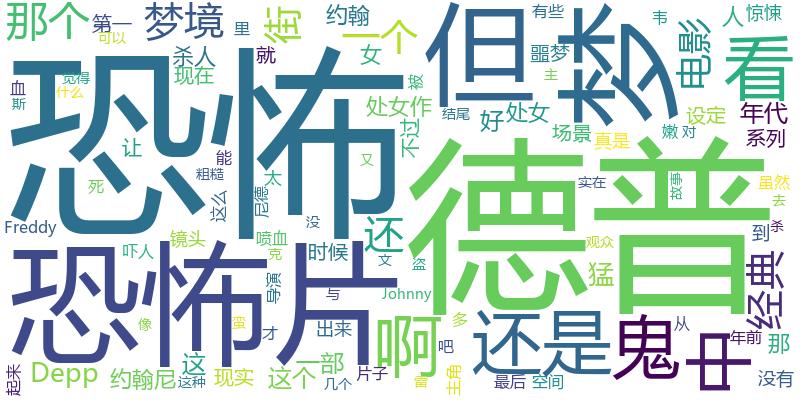 那个
第一
梦境
里
街
约翰
一个
但
梦
有些
韦
人
惊悚
噩梦
主
电影
看
可以
杀人
就
女
被
血
斯
觉得
什么
现在
恐怖
处女作
不过
结尾
处女
好
设定
年代
系列
场景
真是
嫩
对
让
能
粗糙
这么
尼德
太
又
德普
死
没
实在
故事
虽然
去
杀
Freddy
吓人
镜头
喷血
克
时候
还
文
盗
观众
猛
到
经典
恐怖片
导演
与
Johnny
像
蛮
才
出来
啊
多
还是
鬼
从
中
年前
那
吧
起来
Depp
约翰尼
这
这种
现实
这个
一部
几个
片子
主角
最后
空间
没有